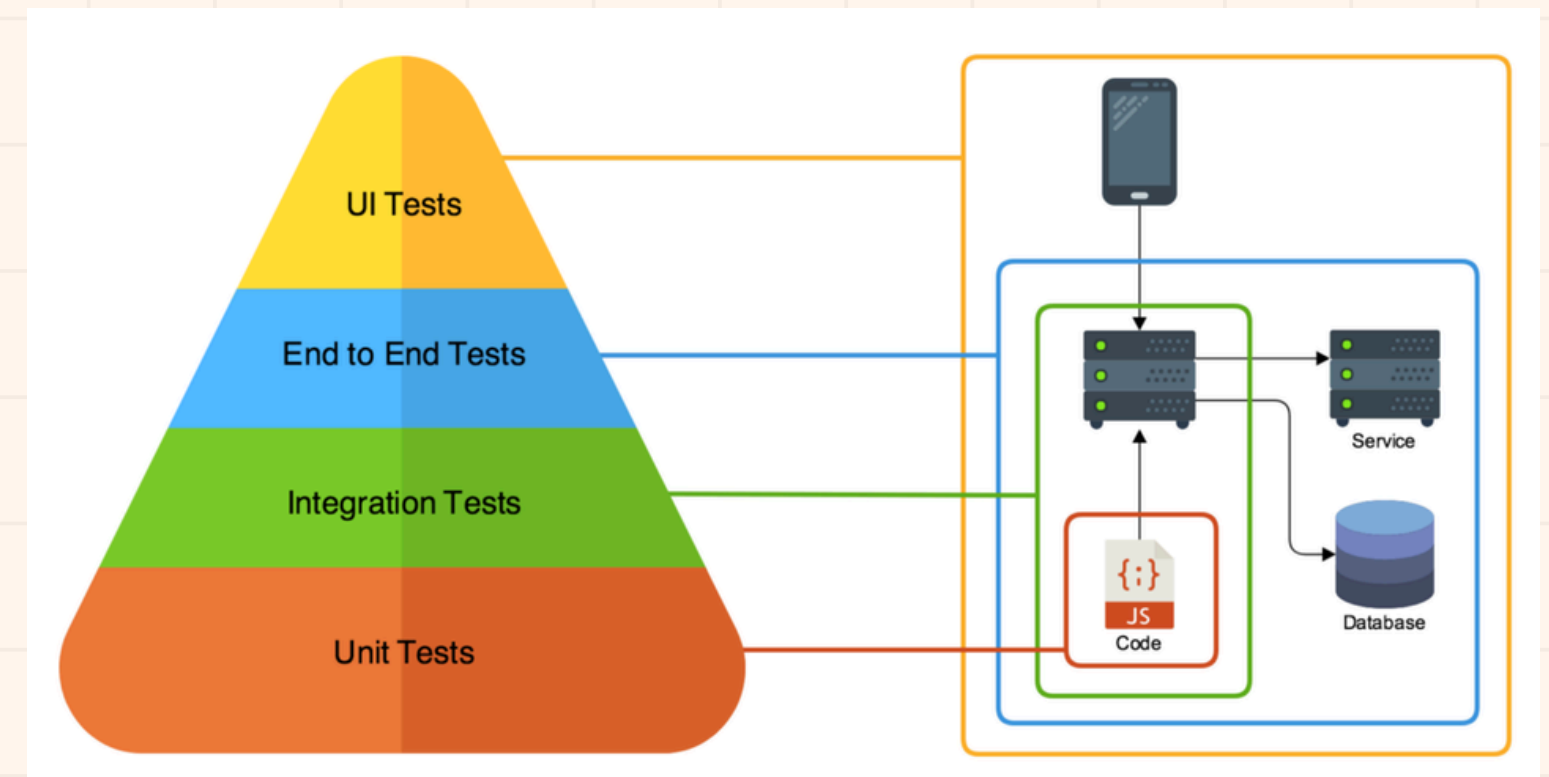 UI Tests
End to End Tests
Integration Tests
Unit Tests
Service
Database
{;}
JS
Code